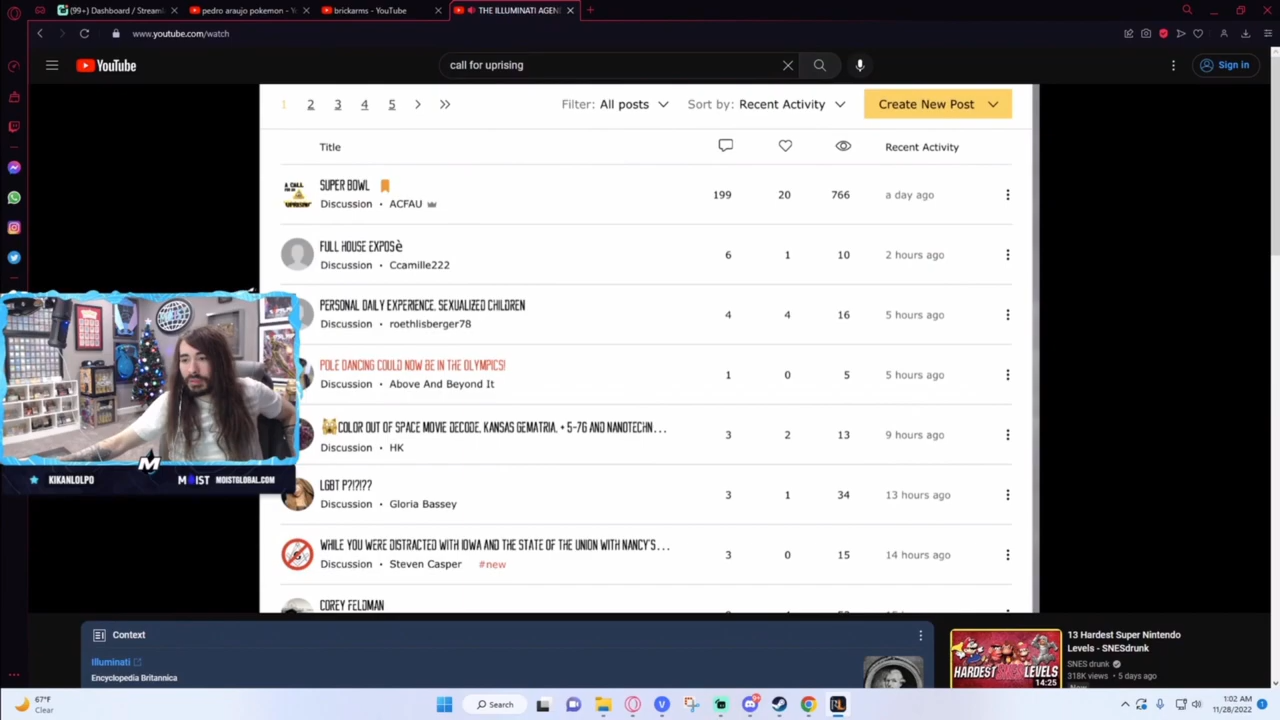 (99+) Dashboard / Stream
pedro araujo pokemon - Y
brickarms - YouTube
THE ILLUMINATI AGEN
www.youtube.com/watch
YouTube
call for uprising
Sign in
1 2 3 4 5
Filter: All posts
Sort by: Recent Activity
Create New Post
Title
Recent Activity
A CALL FOR AN UPRISING
SUPER BOWL
Discussion • ACFAU
199 20 766 a day ago
FULL HOUSE EXPOSè
Discussion • Ccamille222
6 1 10 2 hours ago
PERSONAL DAILY EXPERIENCE. SEXUALIZED CHILDREN
Discussion • roethlisberger78
4 4 16 5 hours ago
POLE DANCING COULD NOW BE IN THE OLYMPICS!
Discussion • Above And Beyond It
1 0 5 5 hours ago
COLOR OUT OF SPACE MOVIE DECODE, KANSAS GEMATRIA, + 5-7G AND NANOTECHN...
Discussion • HK
3 2 13 9 hours ago
LGBT P?!?!??
Discussion • Gloria Bassey
3 1 34 13 hours ago
WHILE YOU WERE DISTRACTED WITH IOWA AND THE STATE OF THE UNION WITH NANCY'S...
Discussion • Steven Casper #new
3 0 15 14 hours ago
COREY FELDMAN
M
KIKANLOLPO
MOIST MOISTGLOBAL.COM
Context
Illuminati
Encyclopedia Britannica
HARDEST LEVELS
14:25
13 Hardest Super Nintendo
Levels - SNESdrunk
SNES drunk
318K views • 5 days ago
New
67°F
Clear
Search
1:02 AM
11/28/2022